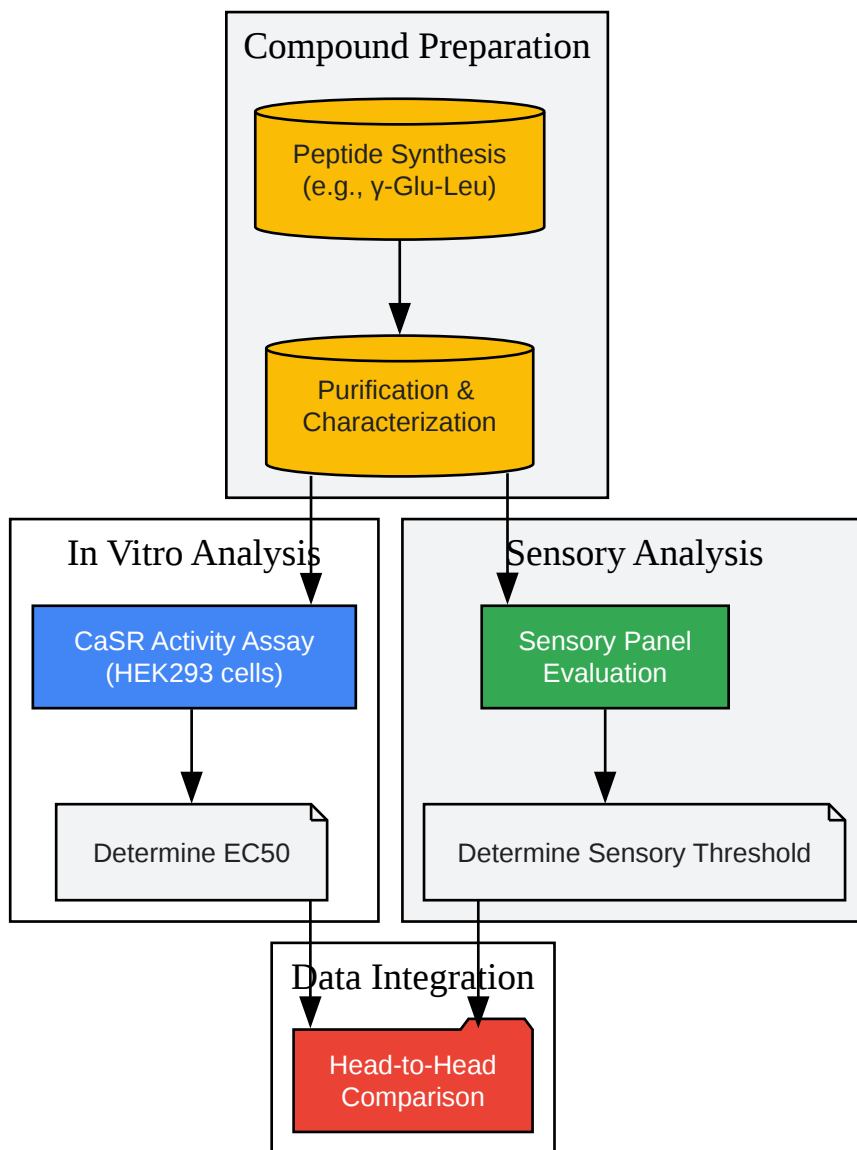 Compound Preparation
Peptide Synthesis
(e.g., γ-Glu-Leu)
Purification &
Characterization
In Vitro Analysis
CaSR Activity Assay
(HEK293 cells)
Determine EC50
Sensory Analysis
Sensory Panel
Evaluation
Determine Sensory Threshold
Data Integration
Head-to-Head
Comparison